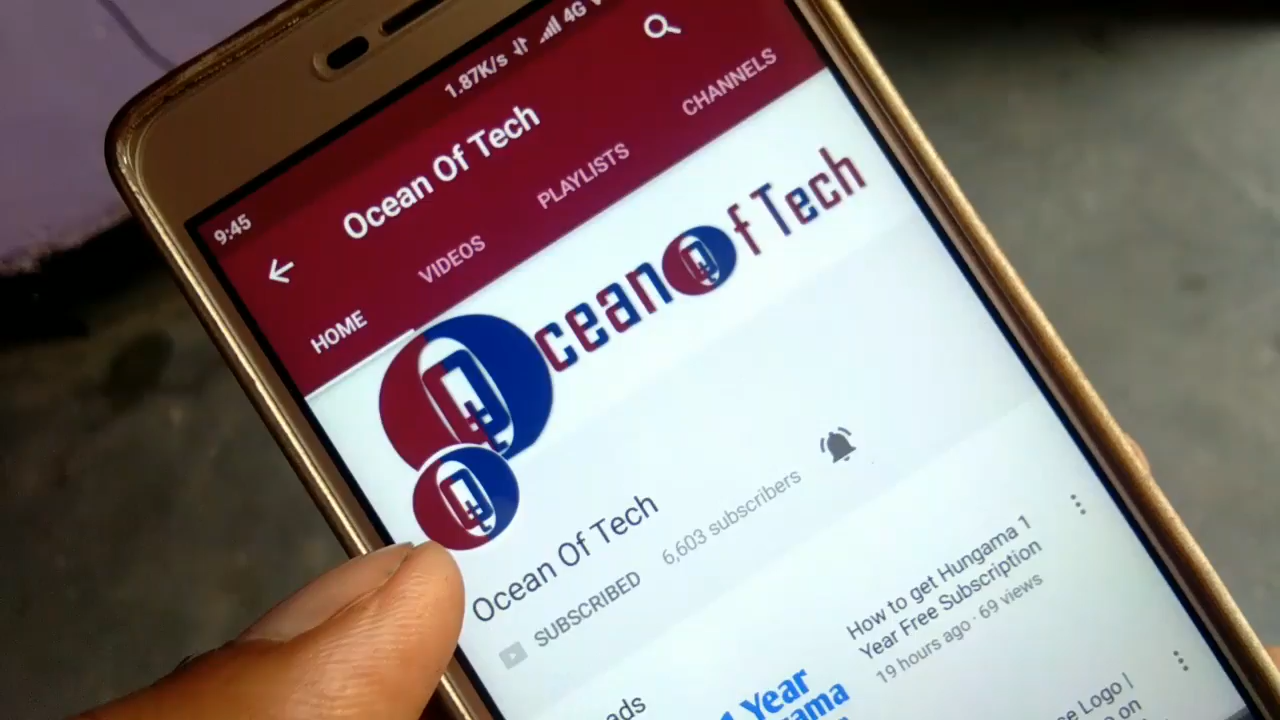 1.87K/s 4G
9:45
Ocean Of Tech
HOME
VIDEOS
PLAYLISTS
CHANNELS
Ocean Of Tech
Ocean Of Tech
SUBSCRIBED 6,603 subscribers
How to get Hungama 1
Year Free Subscription
19 hours ago · 69 views
1 Year